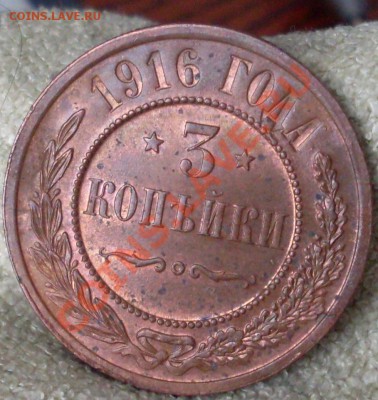 COINS.LAVE.RU
1916 ГОДА
3
КОПѢЙКИ
COINS.LAVE.RU